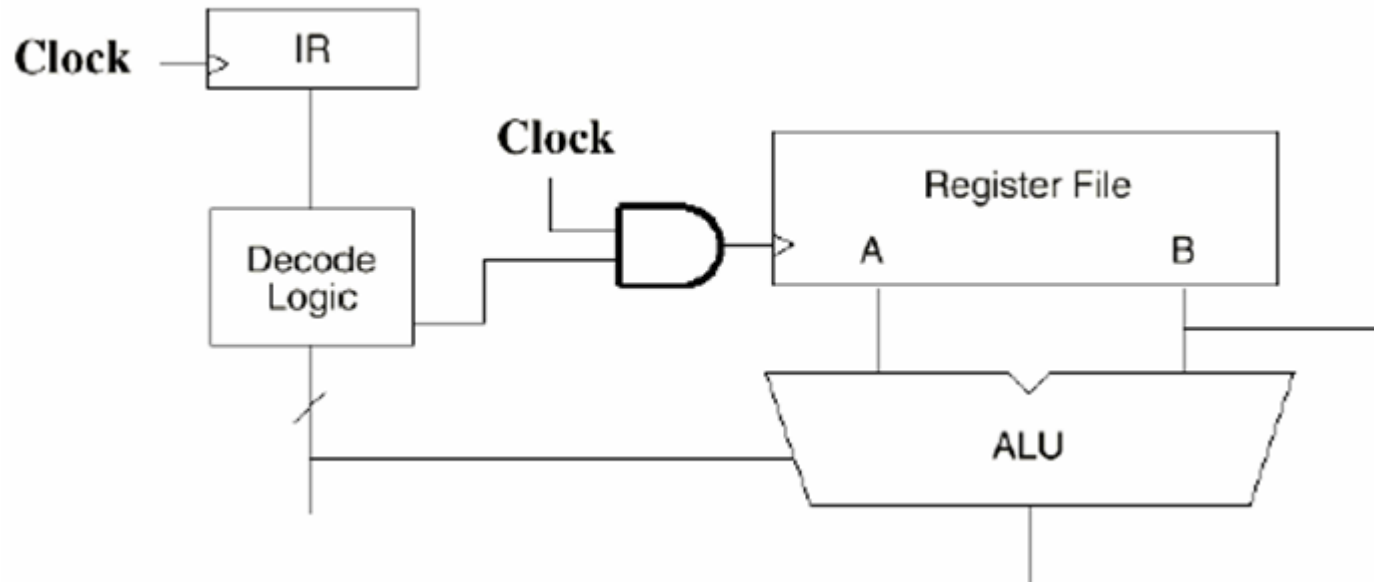 IR
Clock
Clock
Register File
A B
Decode
Logic
ALU